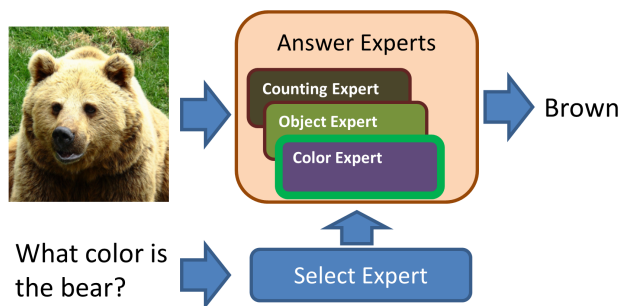 Answer Experts
Counting Expert
Object Expert
Color Expert
Brown
What color is
the bear?
Select Expert